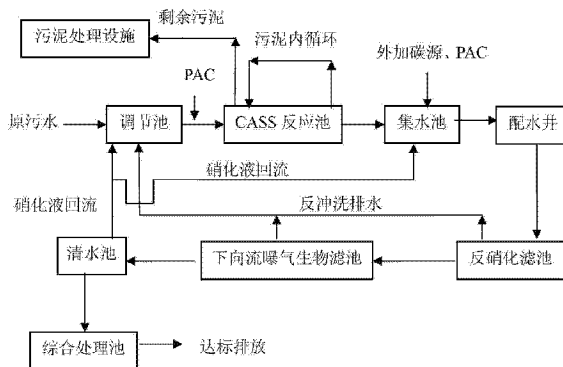 剩余污泥
污泥处理设施
污泥内循环
外加碳源、PAC
PAC
原污水
调节池
CASS 反应池
集水池
配水井
硝化液回流
硝化液回流
反冲洗排水
清水池
下向流曝气生物滤池
反硝化滤池
综合处理池
达标排放